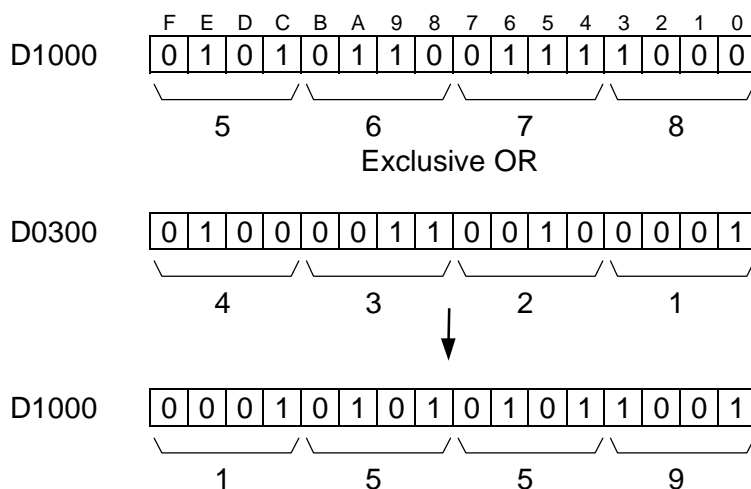 F E D C B A 9 8 7 6 5 4 3 2 1 0
D1000 0 1 0 1 0 1 1 0 0 1 1 1 1 0 0 0
5 6 7 8
Exclusive OR
D0300 0 1 0 0 0 0 1 1 0 0 1 0 0 0 0 1
4 3 2 1
D1000 0 0 0 1 0 1 0 1 0 1 0 1 1 0 0 1
1 5 5 9